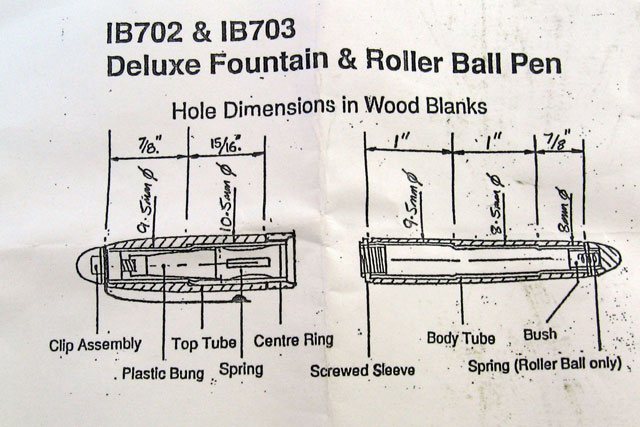 IB702 & IB703
Deluxe Fountain & Roller Ball Pen
Hole Dimensions in Wood Blanks
7/8."
15/16."
1"
1"
7/8"
9.5mm Ø
10.5mm Ø
9.5mm Ø
8.5mm Ø
8mm Ø
Clip Assembly
Top Tube
Centre Ring
Plastic Bung
Spring
Screwed Sleeve
Body Tube
Bush
Spring (Roller Ball only)